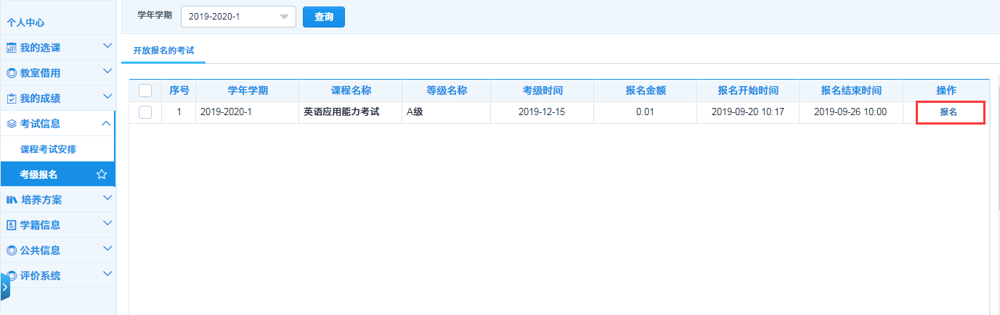 学年学期 2019-2020-1 查询
个人中心
我的选课
教室借用
我的成绩
考试信息
课程考试安排
考级报名
培养方案
学籍信息
公共信息
评价系统
开放报名的考试
序号 学年学期 课程名称 等级名称 考级时间 报名金额 报名开始时间 报名结束时间 操作
1 2019-2020-1 英语应用能力考试 A级 2019-12-15 0.01 2019-09-20 10:17 2019-09-26 10:00 报名